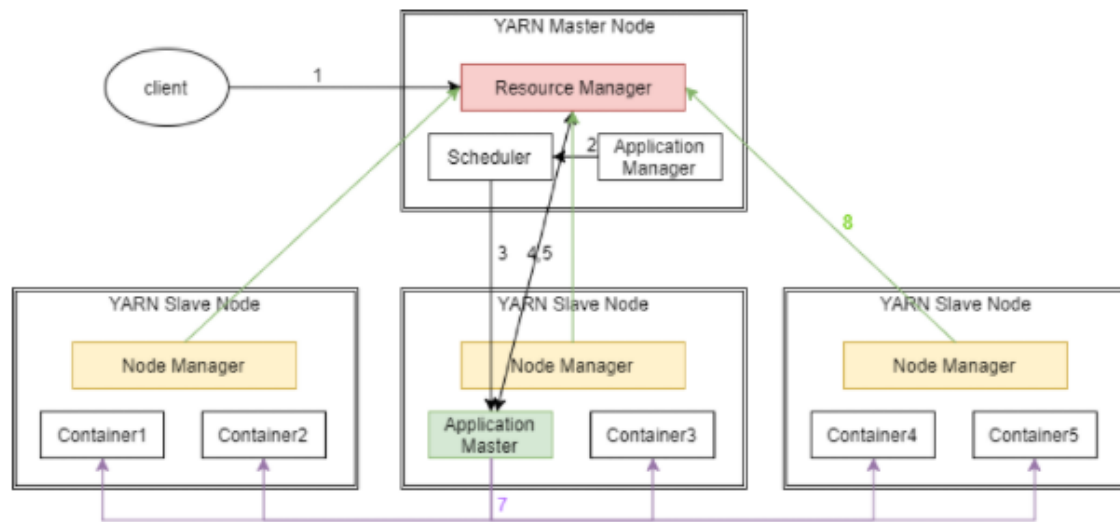 YARN Master Node
client
1
Resource Manager
Scheduler
2
Application
Manager
3
4,5
8
YARN Slave Node
YARN Slave Node
YARN Slave Node
Node Manager
Node Manager
Node Manager
Container1
Container2
Application
Master
Container3
Container4
Container5
7